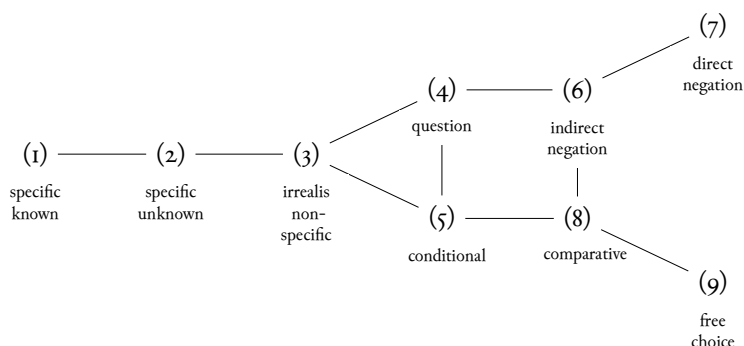 (7)
direct
negation
(4)
question
(6)
indirect
negation
(1)
specific
known
(2)
specific
unknown
(3)
irrealis
non-
specific
(5)
conditional
(8)
comparative
(9)
free
choice